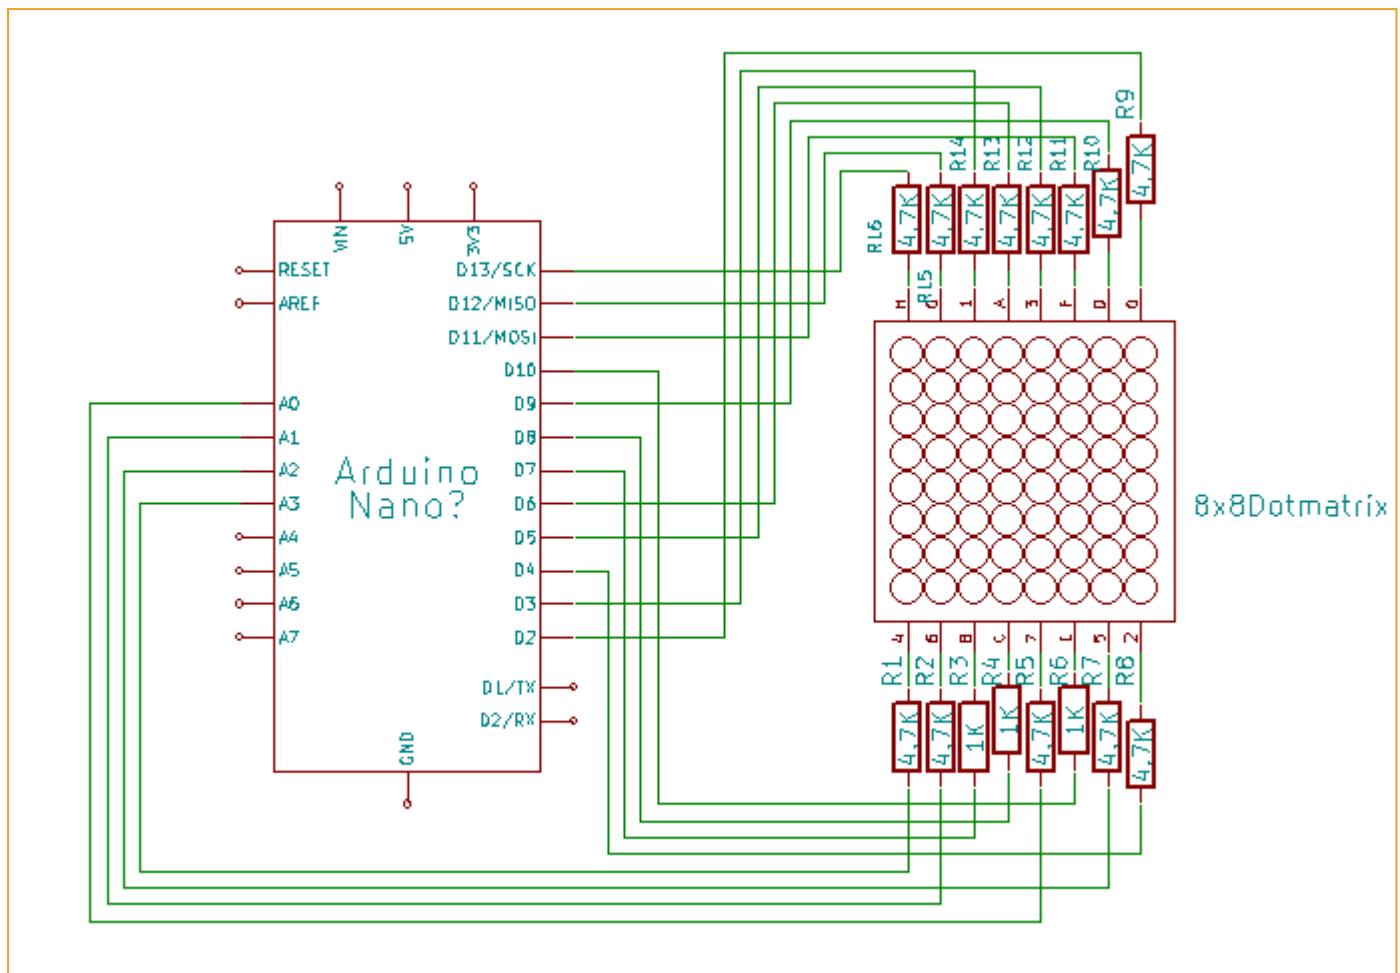 R9
R14
R13
R12
R11
R10
4.7K
4.7K
4.7K
4.7K
4.7K
4.7K
4.7K
4.7K
RL6
RL5
H
G
1
A
3
F
D
VIN
5V
3V3
RESET
AREF
A0
A1
A2
A3
A4
A5
A6
A7
D13/SCK
D12/MISO
D11/MOSI
D10
D9
D8
D7
D6
D5
D4
D3
D2
D1/TX
D2/RX
GND
Arduino
Nano?
8x8Dotmatrix
4
6
B
C
7
5
2
R1
R2
R3
R4
R5
R6
R7
R8
4.7K
4.7K
1K
1K
4.7K
1K
4.7K
4.7K